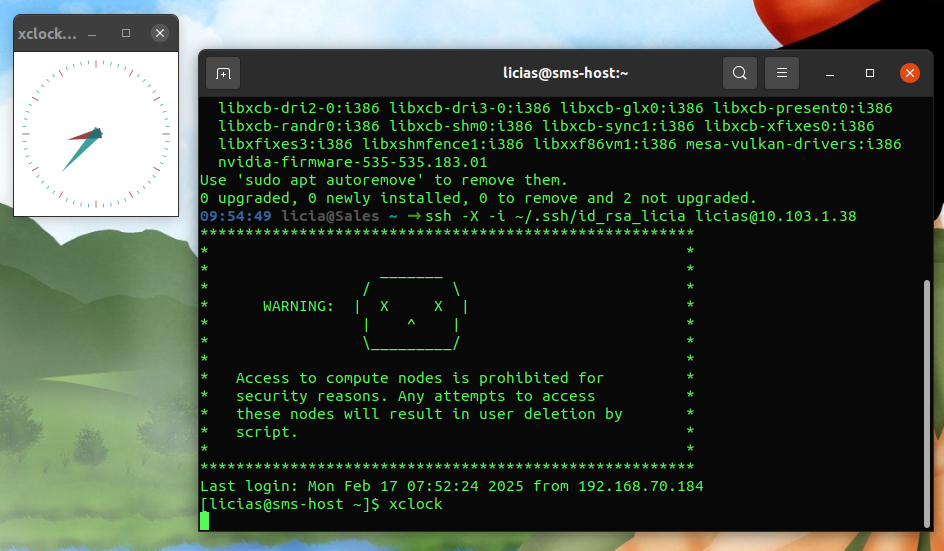 xclock...
licias@sms-host:~
libxcb-dri2-0:i386 libxcb-dri3-0:i386 libxcb-glx0:i386 libxcb-present0:i386
libxcb-randr0:i386 libxcb-shm0:i386 libxcb-sync1:i386 libxcb-xfixes0:i386
libxfixes3:i386 libxshmfence1:i386 libxxf86vm1:i386 mesa-vulkan-drivers:i386
nvidia-firmware-535-535.183.01
Use 'sudo apt autoremove' to remove them.
0 upgraded, 0 newly installed, 0 to remove and 2 not upgraded.
09:54:49 licia@Sales ~ → ssh -X -i ~/.ssh/id_rsa_licia licias@10.103.1.38
*******************************************************
*                                                     *
*                   _______                           *
*                 /         \                         *
*      WARNING:  |  X     X  |                        *
*                 |    ^    |                         *
*                 \_________/                         *
*                                                     *
*   Access to compute nodes is prohibited for         *
*   security reasons. Any attempts to access          *
*   these nodes will result in user deletion by       *
*   script.                                           *
*                                                     *
*******************************************************
Last login: Mon Feb 17 07:52:24 2025 from 192.168.70.184
[licias@sms-host ~]$ xclock